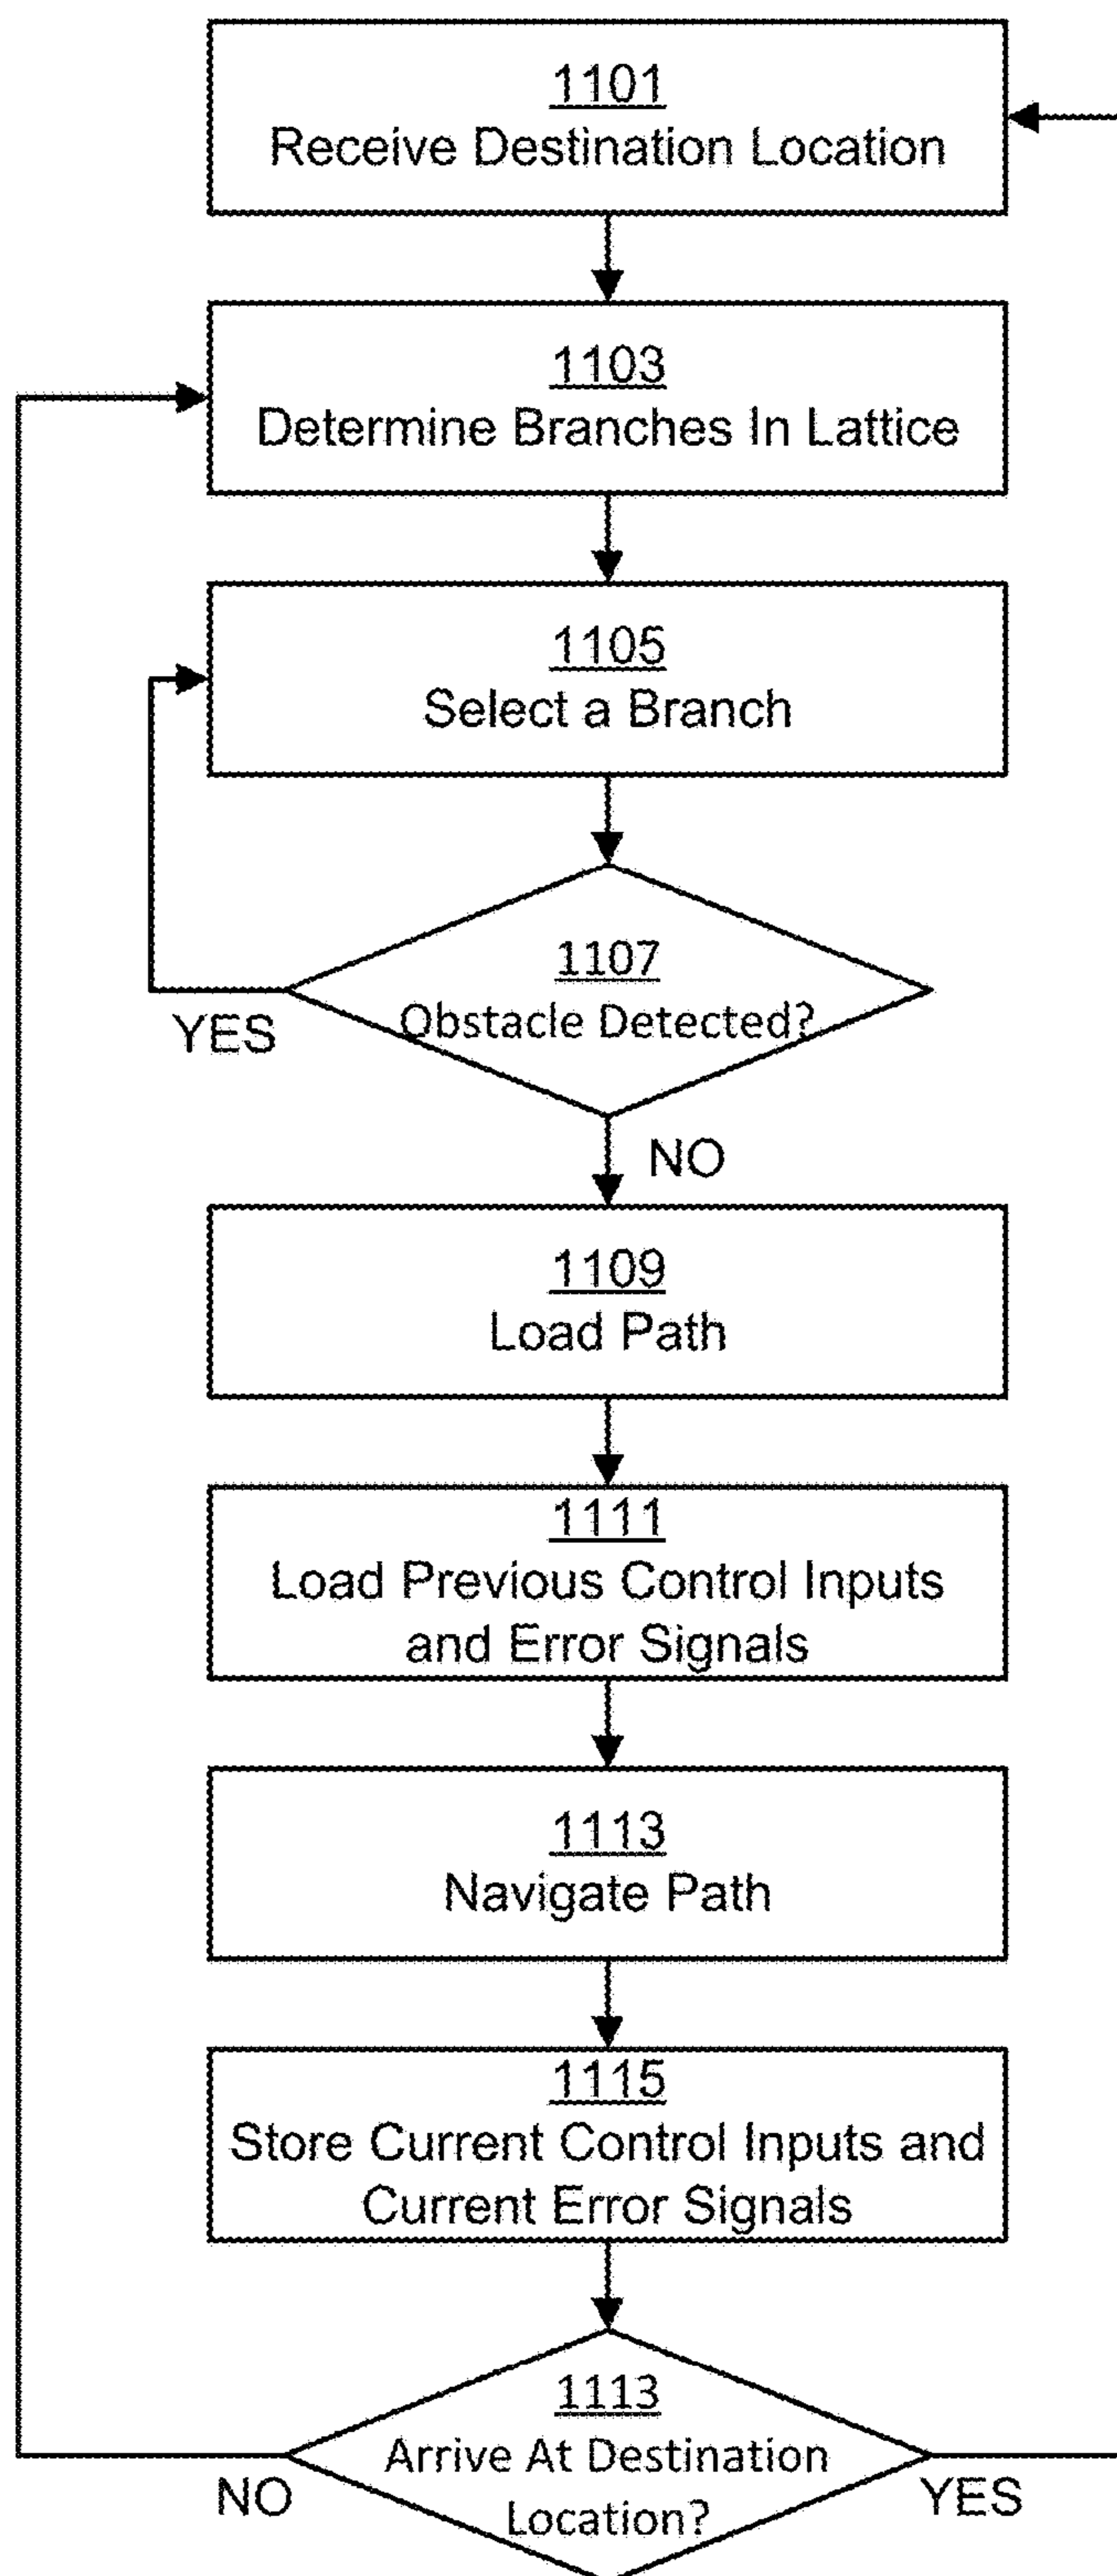 1101
Receive Destination Location
1103
Determine Branches In Lattice
1105
Select a Branch
1107
Obstacle Detected?
YES
NO
1109
Load Path
1111
Load Previous Control Inputs
and Error Signals
1113
Navigate Path
1115
Store Current Control Inputs and
Current Error Signals
1113
Arrive At Destination
Location?
NO
YES